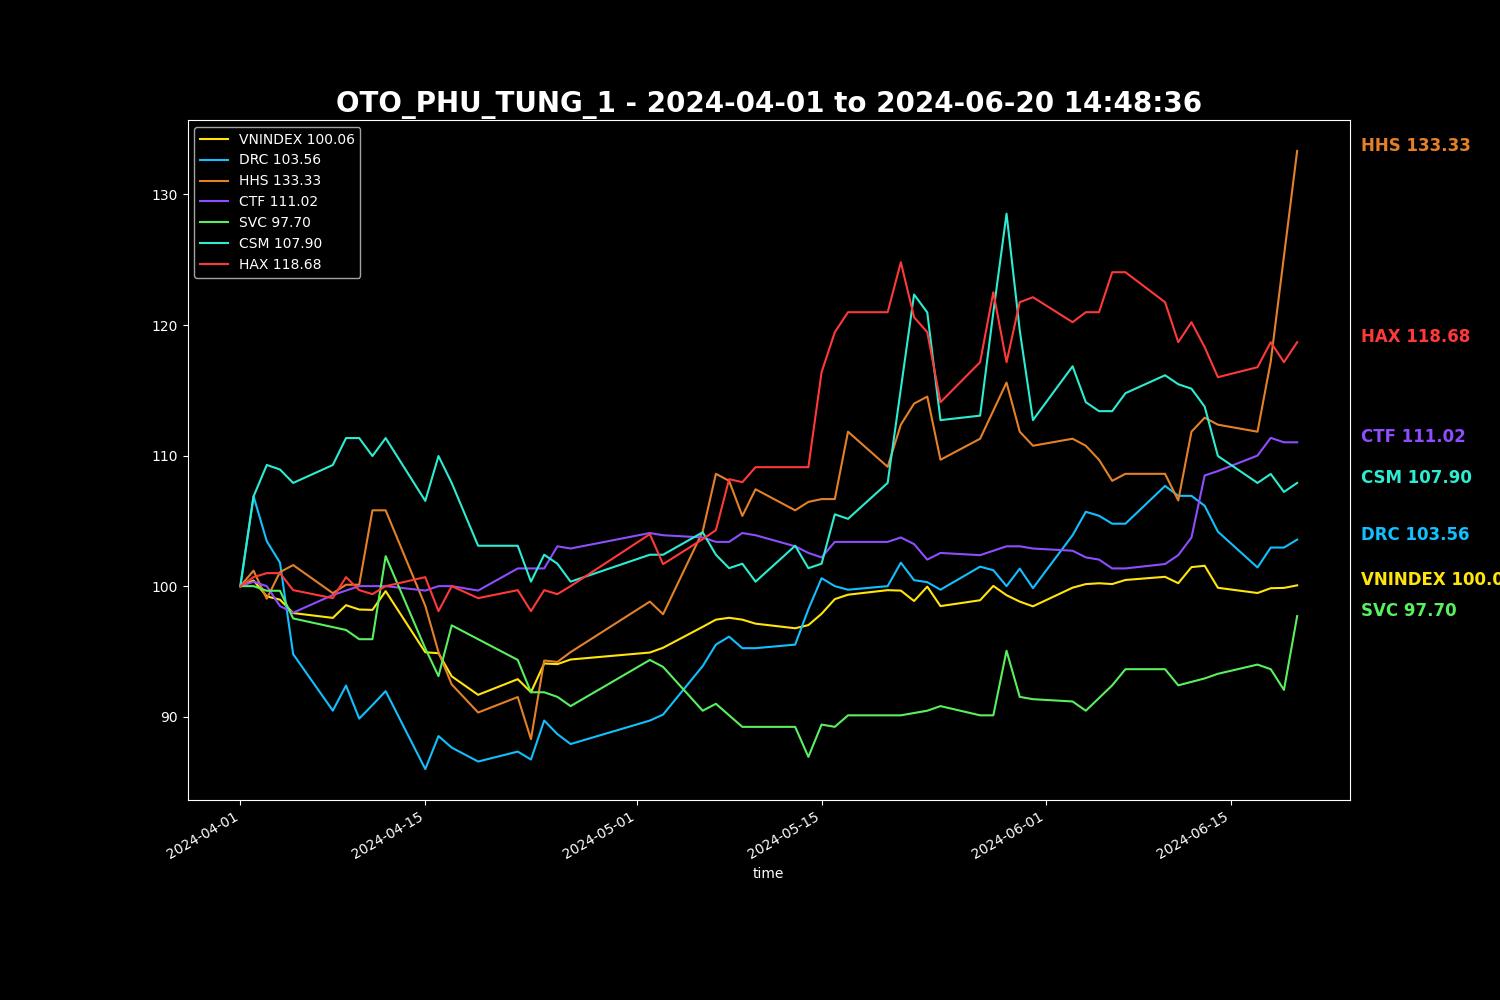 OTO_PHU_TUNG_1 - 2024-04-01 to 2024-06-20 14:48:36
VNINDEX 100.06
DRC 103.56
HHS 133.33
CTF 111.02
SVC 97.70
CSM 107.90
HAX 118.68
130
120
110
100
90
HHS 133.33
HAX 118.68
CTF 111.02
CSM 107.90
DRC 103.56
VNINDEX 100.0
SVC 97.70
2024-04-01
2024-04-15
2024-05-01
2024-05-15
2024-06-01
2024-06-15
time